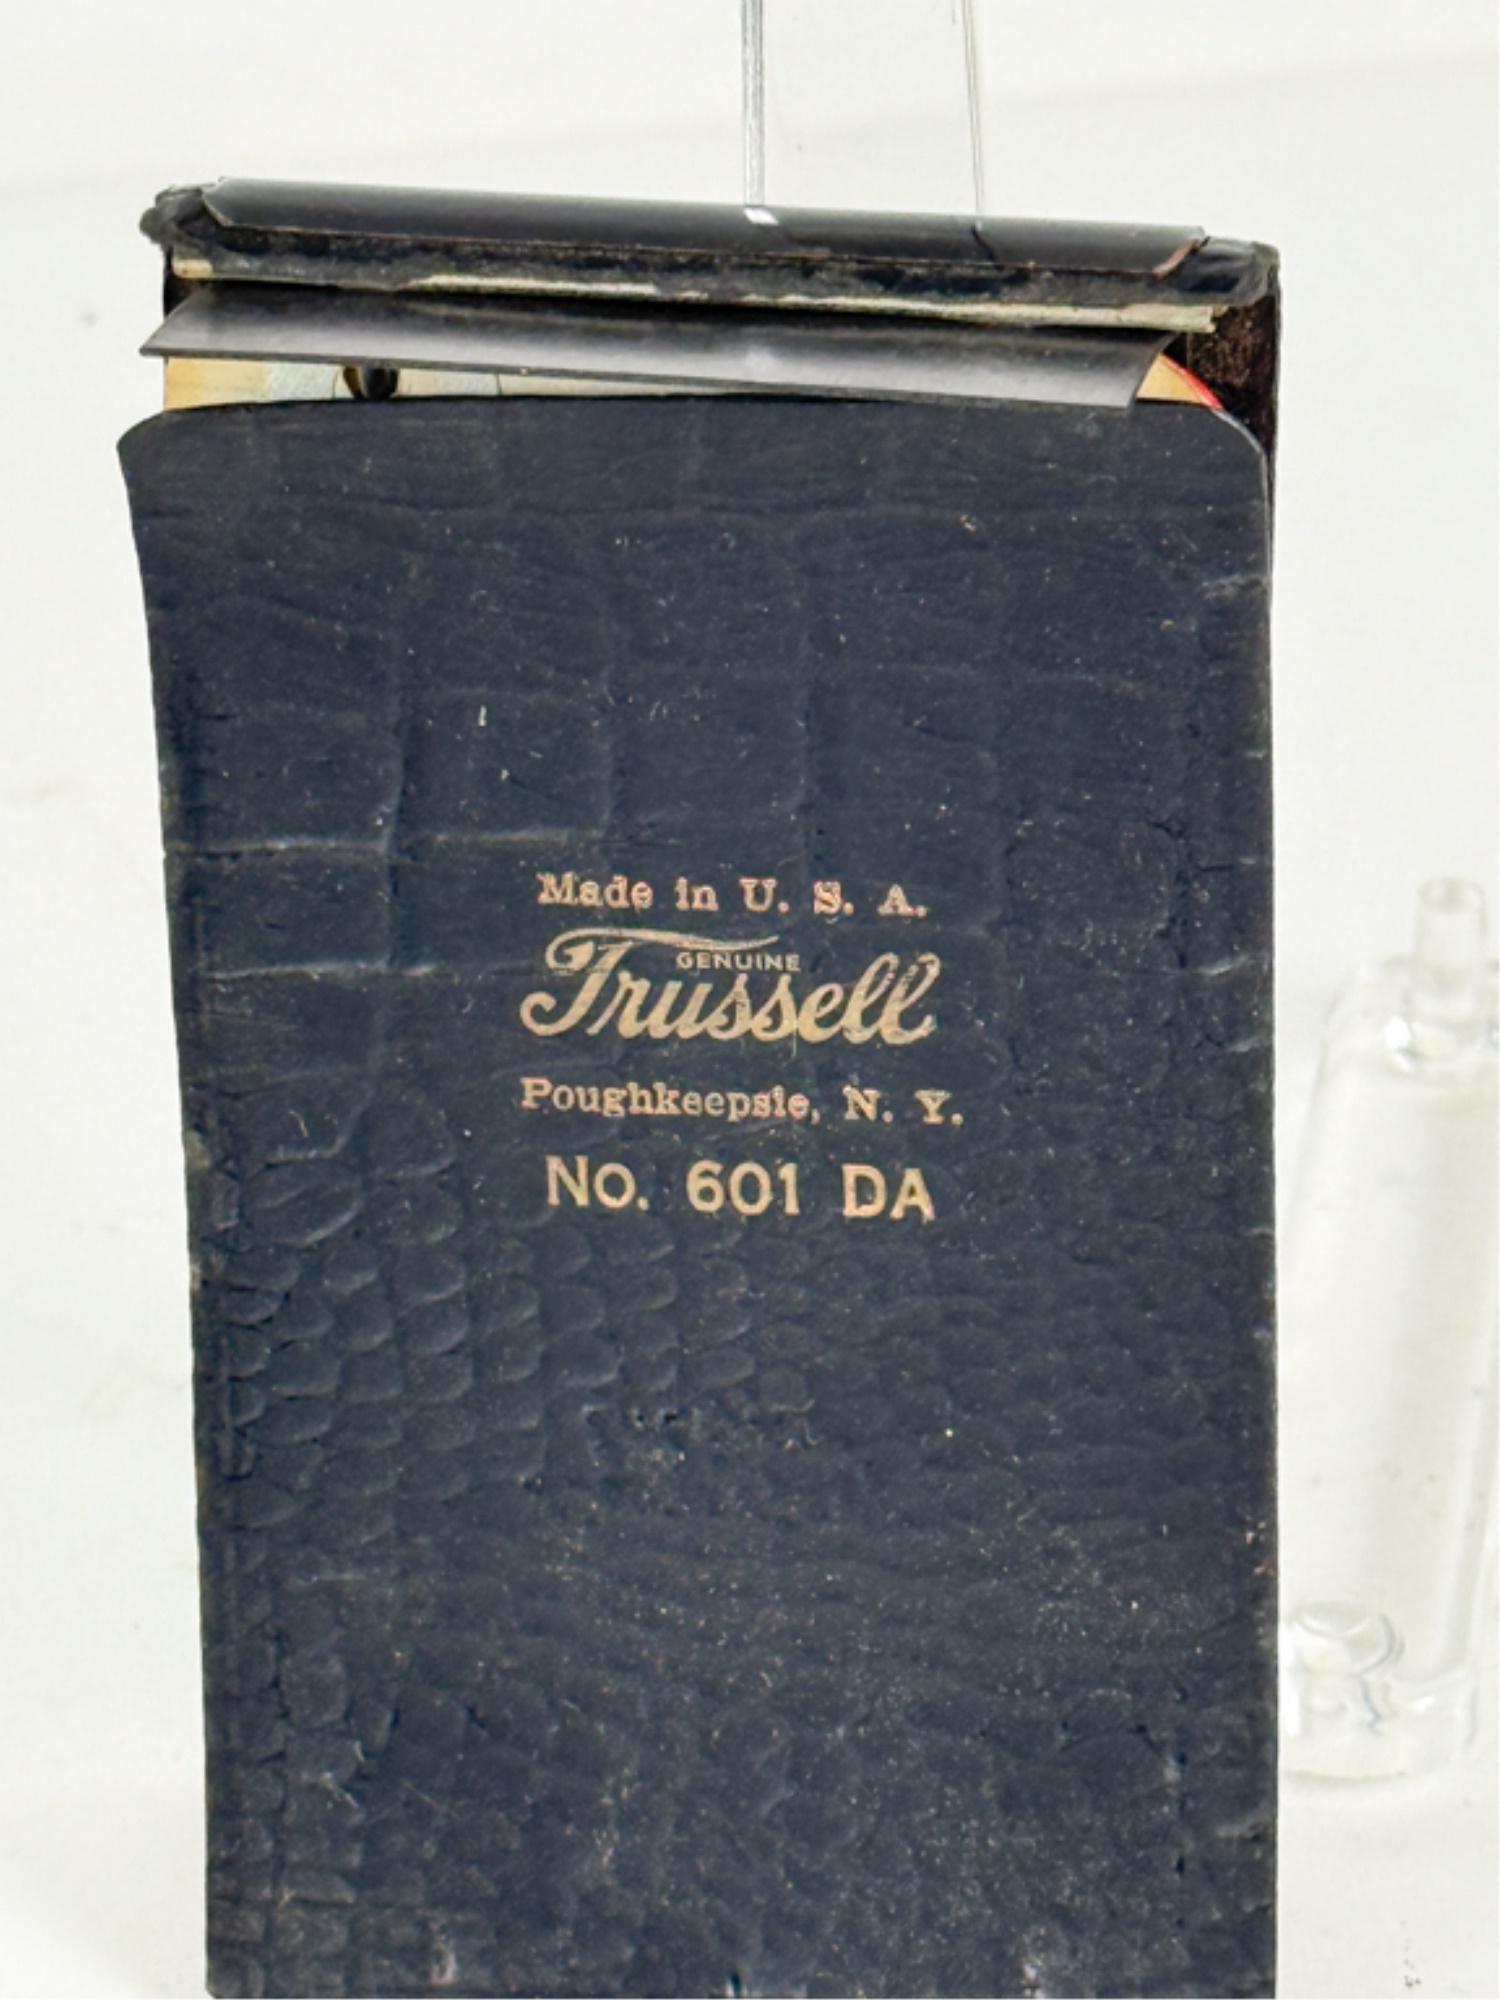 Made in U. S. A.
GENUINE
Trussell
Poughkeepsie, N. Y.
No. 601 DA